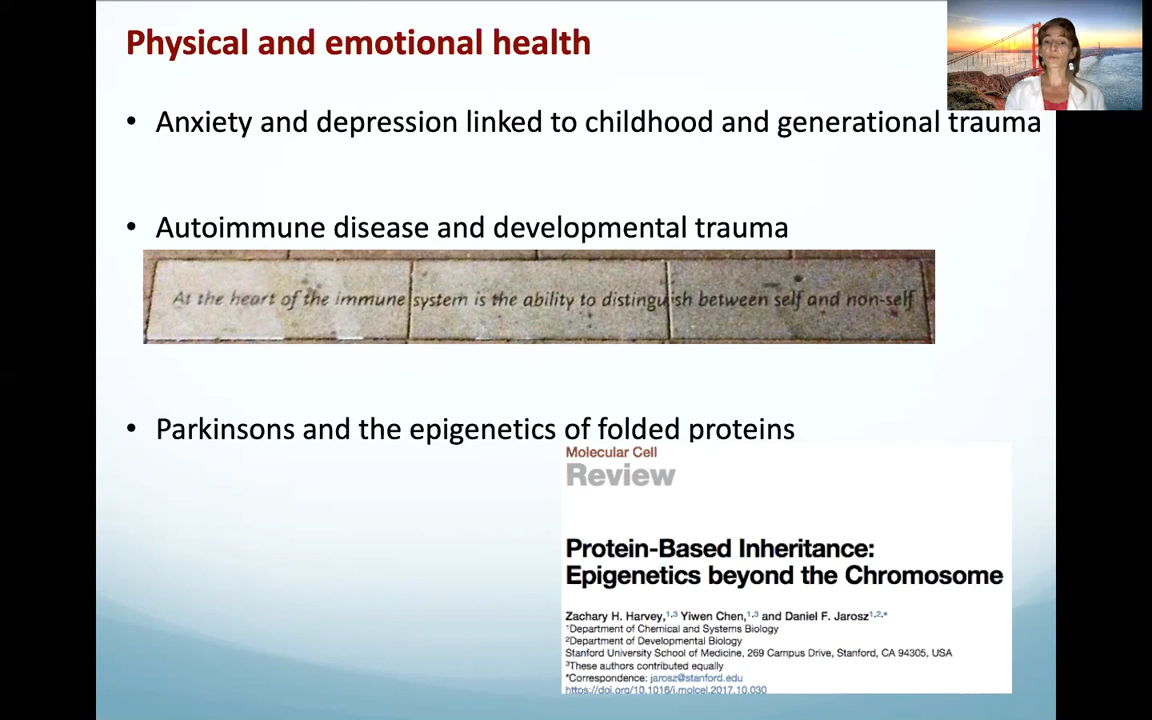 Physical and emotional health
• Anxiety and depression linked to childhood and generational trauma
• Autoimmune disease and developmental trauma
At the heart of the immune system is the ability to distinguish between self and non-self
• Parkinsons and the epigenetics of folded proteins
Molecular Cell
Review
Protein-Based Inheritance:
Epigenetics beyond the Chromosome
Zachary H. Harvey,1,3 Yiwen Chen,1,3 and Daniel F. Jarosz1,2,*
1Department of Chemical and Systems Biology
2Department of Developmental Biology
Stanford University School of Medicine, 269 Campus Drive, Stanford, CA 94305, USA
3These authors contributed equally
*Correspondence: jarosz@stanford.edu
https://doi.org/10.1016/j.molcel.2017.10.030